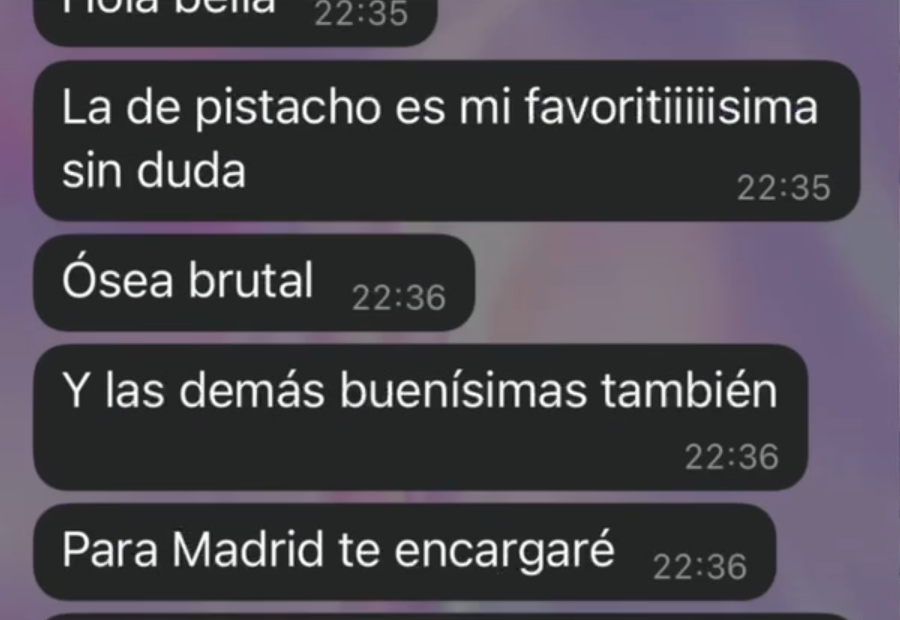 Hola bella 22:35
La de pistacho es mi favoritiiiiiisima
sin duda
22:35
Ósea brutal 22:36
Y las demás buenísimas también
22:36
Para Madrid te encargaré 22:36